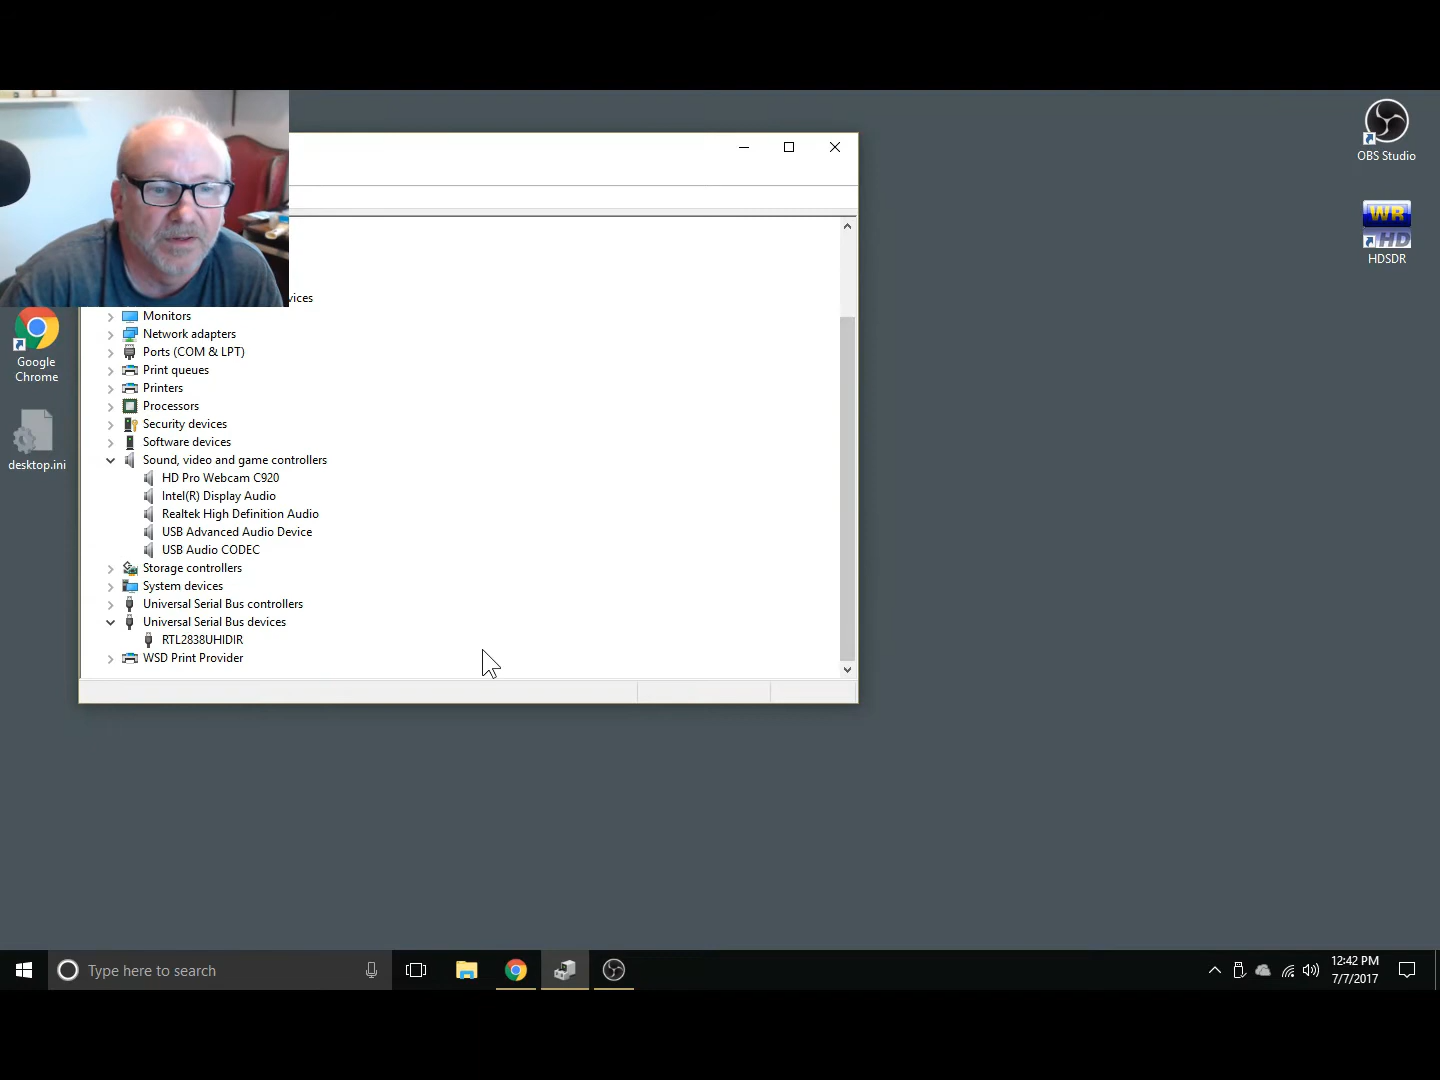 OBS Studio
WR
HD
HDSDR
vices
Monitors
Network adapters
Ports (COM & LPT)
Print queues
Printers
Processors
Security devices
Software devices
Sound, video and game controllers
HD Pro Webcam C920
Intel(R) Display Audio
Realtek High Definition Audio
USB Advanced Audio Device
USB Audio CODEC
Storage controllers
System devices
Universal Serial Bus controllers
Universal Serial Bus devices
RTL2838UHIDIR
WSD Print Provider
Google
Chrome
desktop.ini
Type here to search
12:42 PM
7/7/2017